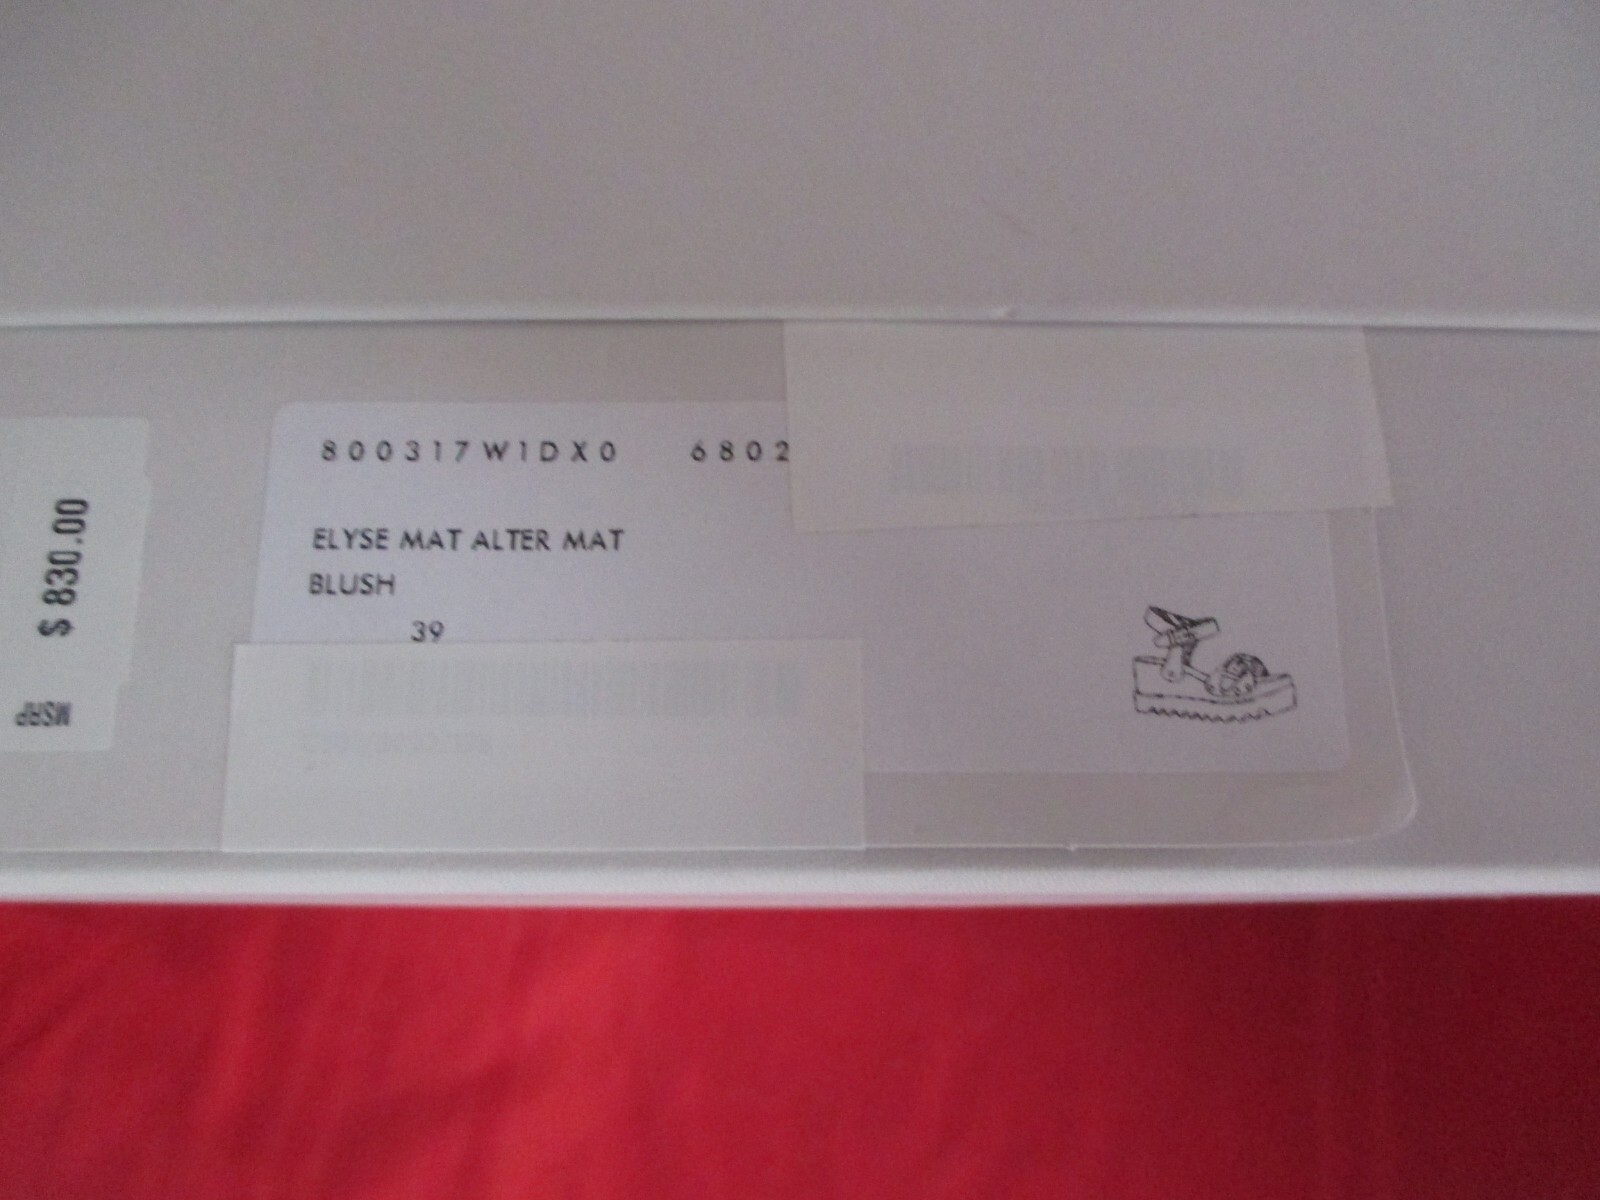 $ 830.00
MSRP
800317W1DX0 6802
ELYSE MAT ALTER MAT
BLUSH
39